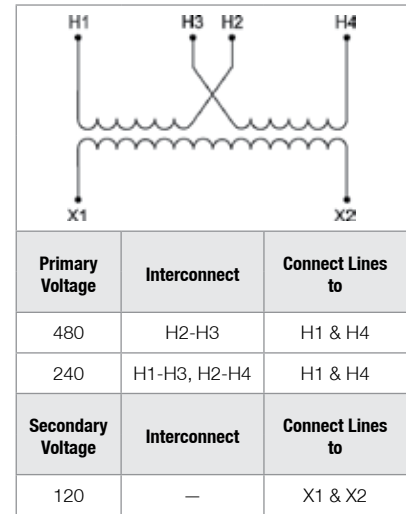 H1 H3 H2 H4
X1 X2
Primary Voltage Interconnect Connect Lines to
480 H2-H3 H1 & H4
240 H1-H3, H2-H4 H1 & H4
Secondary Voltage Interconnect Connect Lines to
120 — X1 & X2